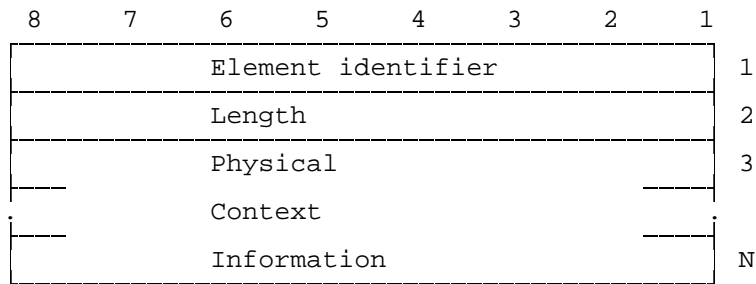 8 7 6 5 4 3 2 1
Element identifier 1
Length 2
Physical 3
. Context .
Information N